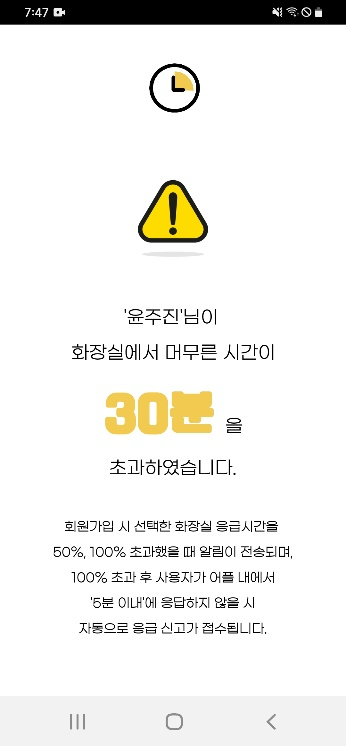 7:47
'윤주진'님이
화장실에서 머무른 시간이
30분 을
초과하였습니다.
회원가입 시 선택한 화장실 응급시간을
50%, 100% 초과했을 때 알림이 전송되며,
100% 초과 후 사용자가 어플 내에서
'5분 이내'에 응답하지 않을 시
자동으로 응급 신고가 접수됩니다.